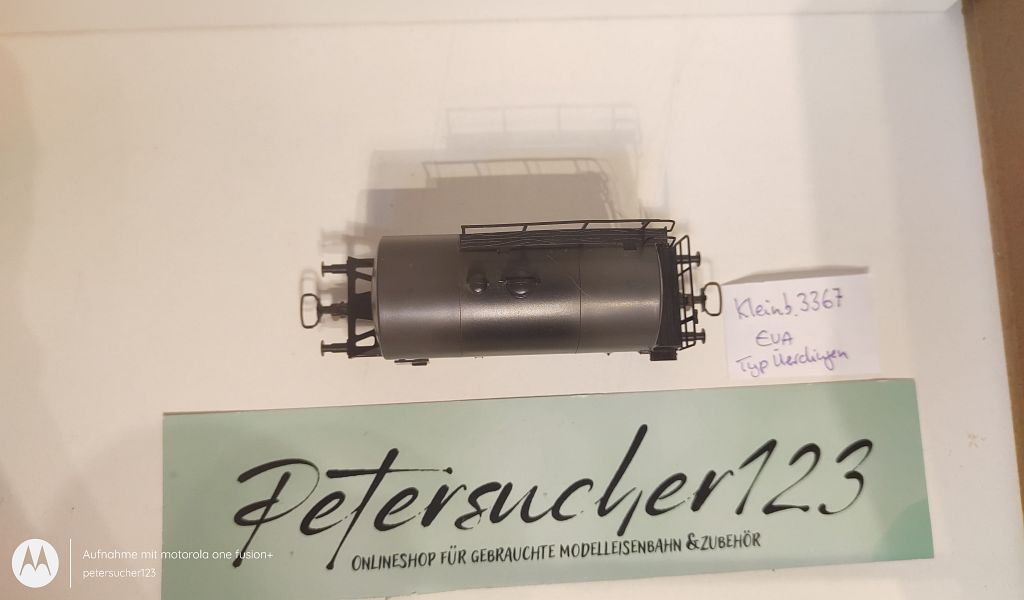 Kleinb. 3367
EVA
Typ Uerdingen
Petersucher123
ONLINESHOP FÜR GEBRAUCHTE MODELLEISENBAHN & ZUBEHÖR
Aufnahme mit motorola one fusion+
petersucher123